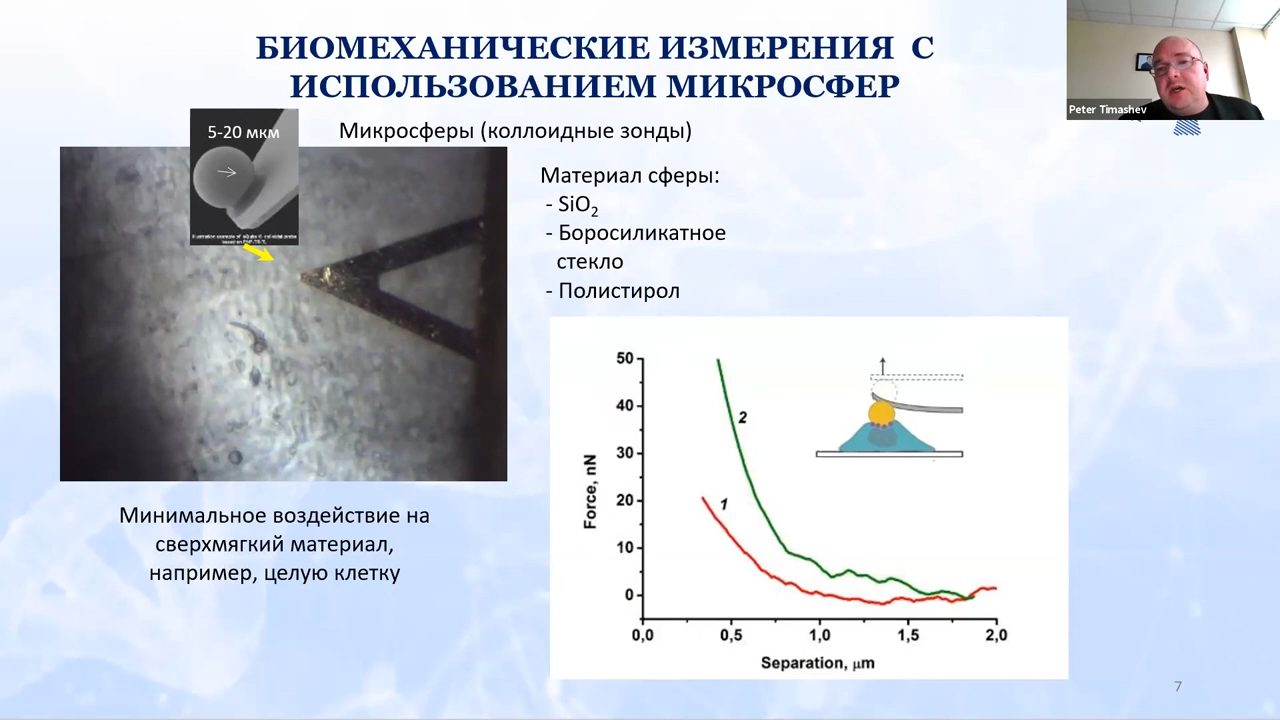 БИОМЕХАНИЧЕСКИЕ ИЗМЕРЕНИЯ С
ИСПОЛЬЗОВАНИЕМ МИКРОСФЕР
Peter Timashev
5-20 мкм
Микросферы (коллоидные зонды)
Материал сферы:
- SiO₂
- Боросиликатное
стекло
- Полистирол
Минимальное воздействие на
сверхмягкий материал,
например, целую клетку
50
40
30
20
10
0
Force, nN
2
1
0,0 0,5 1,0 1,5 2,0
Separation, μm
7